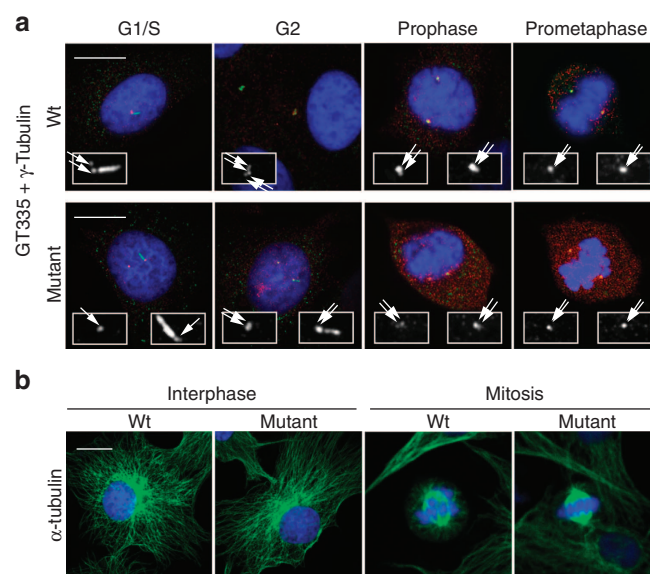 a
G1/S G2 Prophase Prometaphase
GT335 + γ-Tubulin
Wt
Mutant
b
Interphase Mitosis
Wt Mutant Wt Mutant
α-tubulin